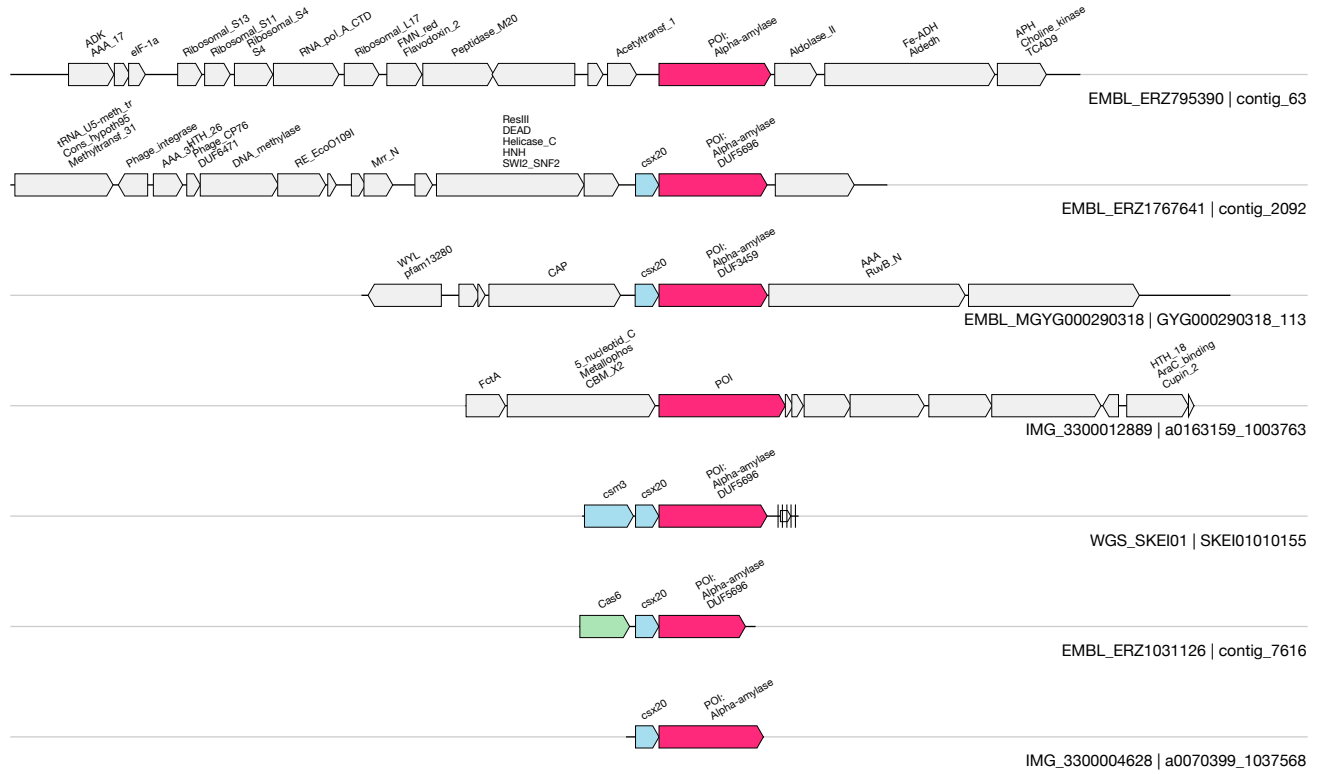 ADK
AAA_17
eIF-1a
Ribosomal_S13
Ribosomal_S11
Ribosomal_S4
S4
RNA_pol_A_CTD
Ribosomal_L17
FMN_red
Flavodoxin_2
Peptidase_M20
Acetyltransf_1
POI:
Alpha-amylase
Aldolase_II
Fe-ADH
Aldedh
APH
Choline_kinase
TCAD9
EMBL_ERZ795390 | contig_63
tRNA_U5-meth_tr
Cons_hypoth95
Methyltransf_31
Phage_integrase
HTH_26
Phage_CP76
DUF6471
DNA_methylase
RE_EcoO109I
Mrr_N
ResIII
DEAD
Helicase_C
HNH
SWI2_SNF2
csx20
POI:
Alpha-amylase
DUF5696
EMBL_ERZ1767641 | contig_2092
WYL
pfam13280
CAP
csx20
POI:
Alpha-amylase
DUF3459
AAA
RuvB_N
EMBL_MGYG000290318 | GYG000290318_113
FctA
5_nucleotid_C
Metallophos
CBM_X2
POI
HTH_18
AraC_binding
Cupin_2
IMG_3300012889 | a0163159_1003763
csm3
csx20
POI:
Alpha-amylase
DUF5696
WGS_SKEI01 | SKEI01010155
Cas6
csx20
POI:
Alpha-amylase
DUF5696
EMBL_ERZ1031126 | contig_7616
csx20
POI:
Alpha-amylase
IMG_3300004628 | a0070399_1037568